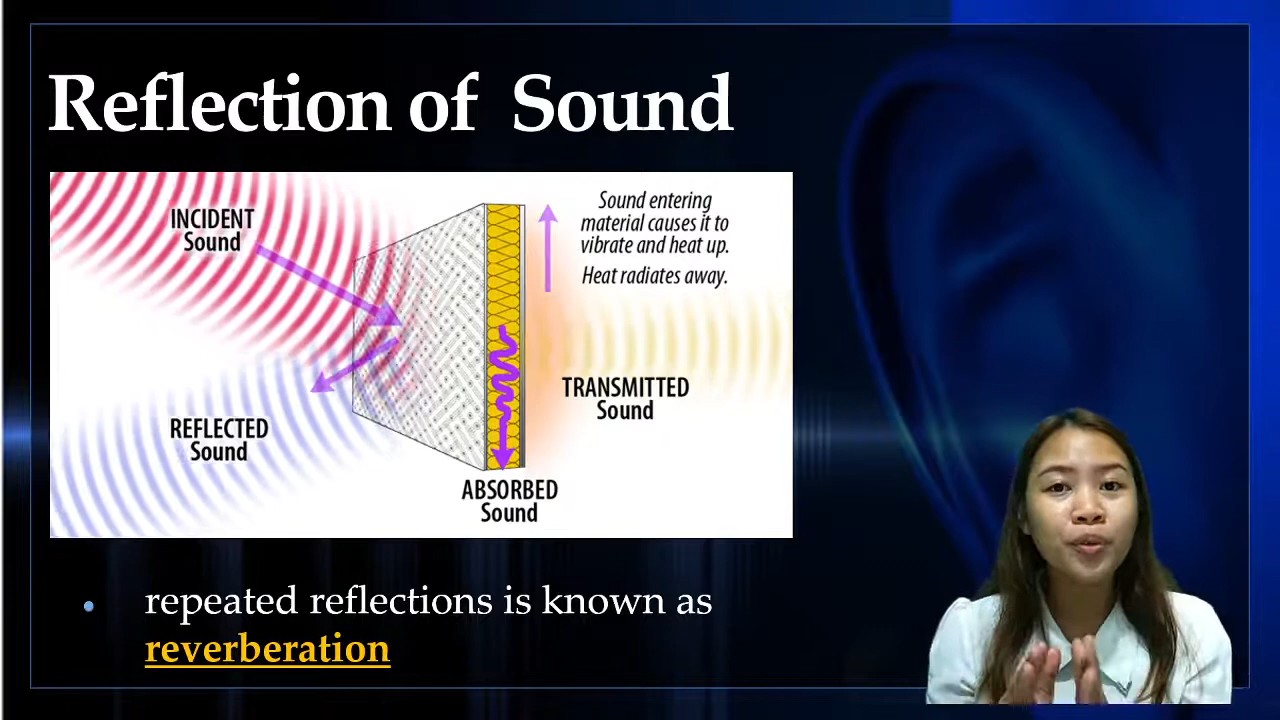 Reflection of Sound
INCIDENT
Sound
Sound entering
material causes it to
vibrate and heat up.
Heat radiates away.
REFLECTED
Sound
TRANSMITTED
Sound
ABSORBED
Sound
repeated reflections is known as
reverberation